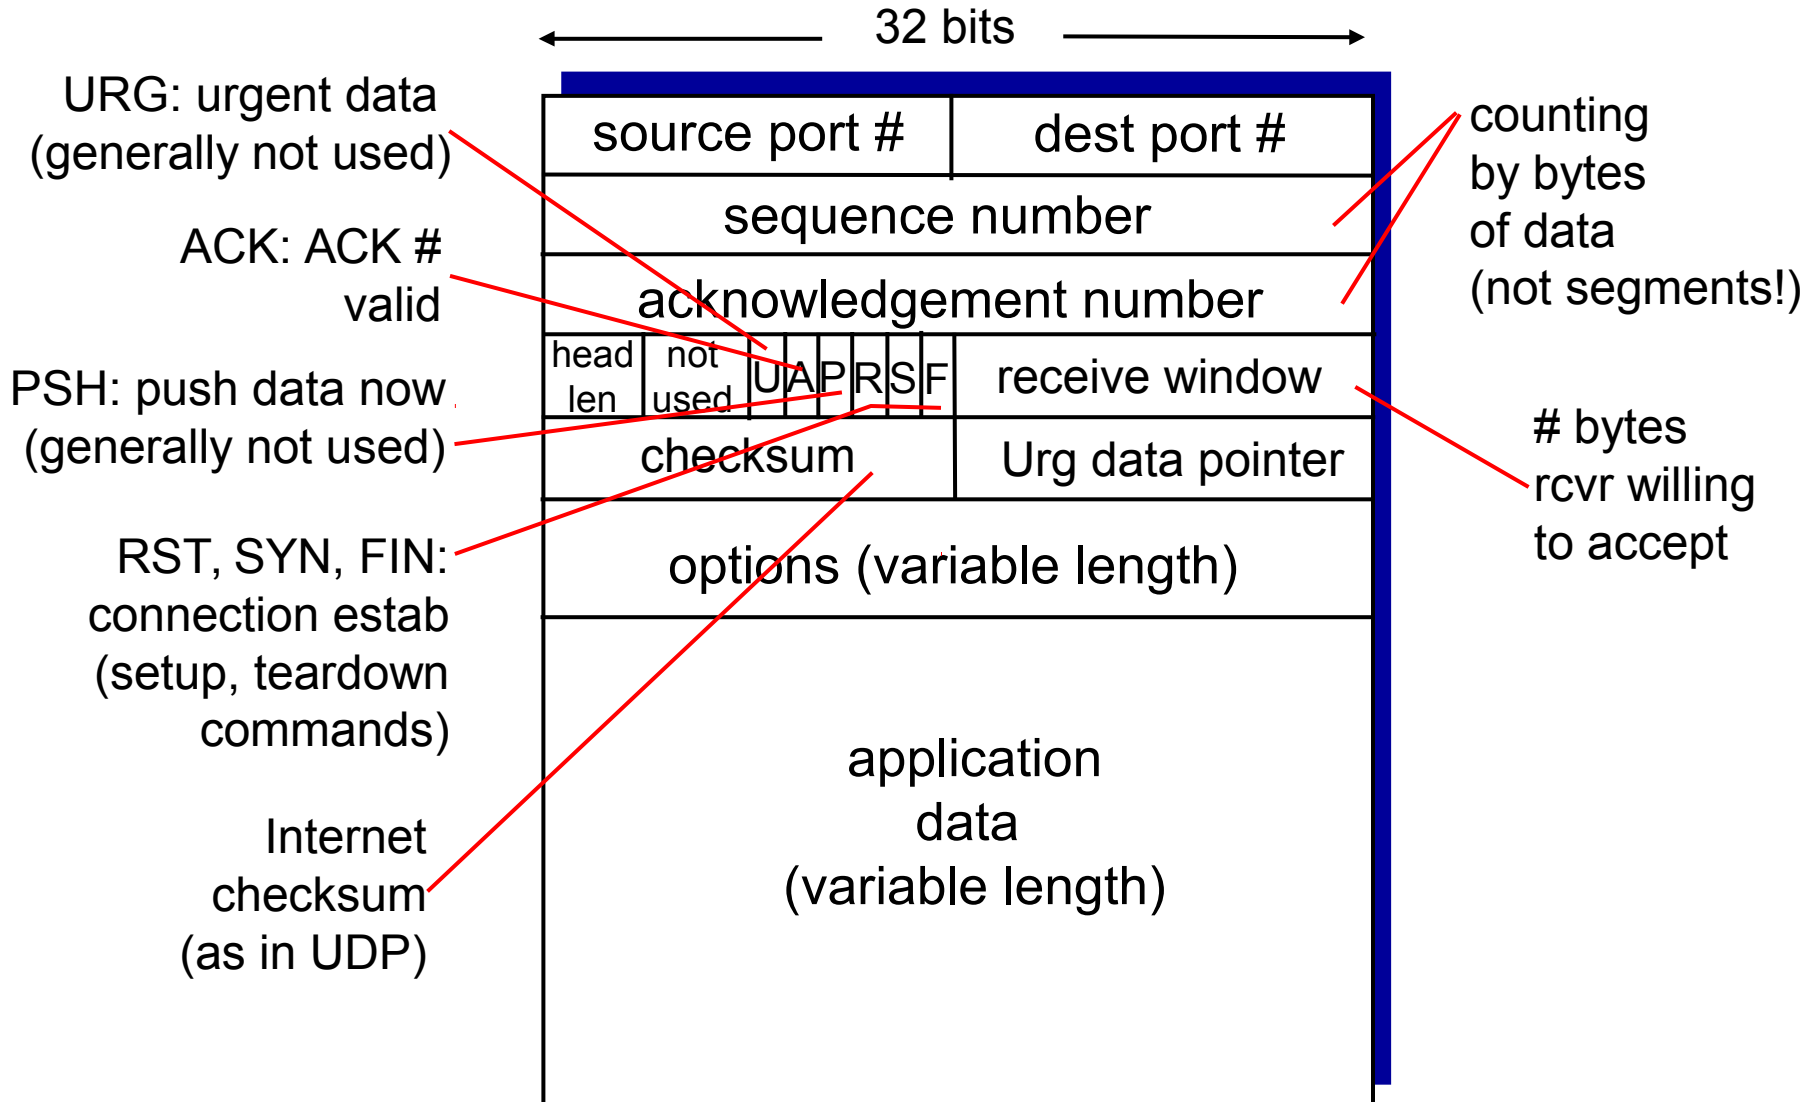 32 bits
URG: urgent data
(generally not used)
ACK: ACK #
valid
PSH: push data now
(generally not used)
RST, SYN, FIN:
connection estab
(setup, teardown
commands)
Internet
checksum
(as in UDP)
source port #
dest port #
sequence number
acknowledgement number
head
len
not
used
U
A
P
R
S
F
receive window
checksum
Urg data pointer
options (variable length)
application
data
(variable length)
counting
by bytes
of data
(not segments!)
# bytes
rcvr willing
to accept